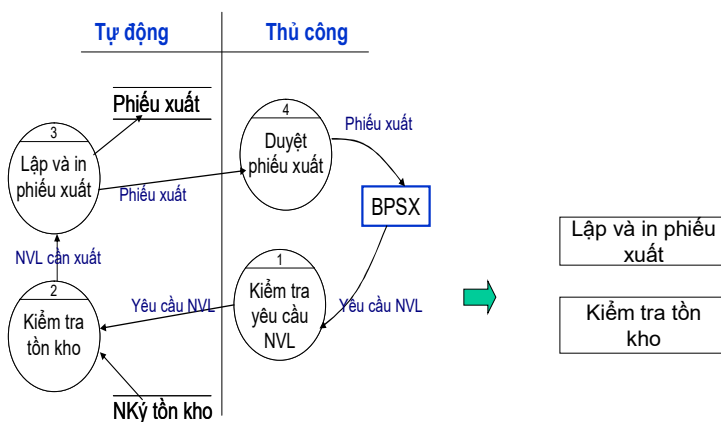 Tự động
Thủ công
Phiếu xuất
3
Lập và in
phiếu xuất
4
Duyệt
phiếu xuất
Phiếu xuất
Phiếu xuất
BPSX
NVL cần xuất
2
Kiểm tra
tồn kho
Yêu cầu NVL
1
Kiểm tra
yêu cầu
NVL
Yêu cầu NVL
NKý tồn kho
Lập và in phiếu
xuất
Kiểm tra tồn
kho